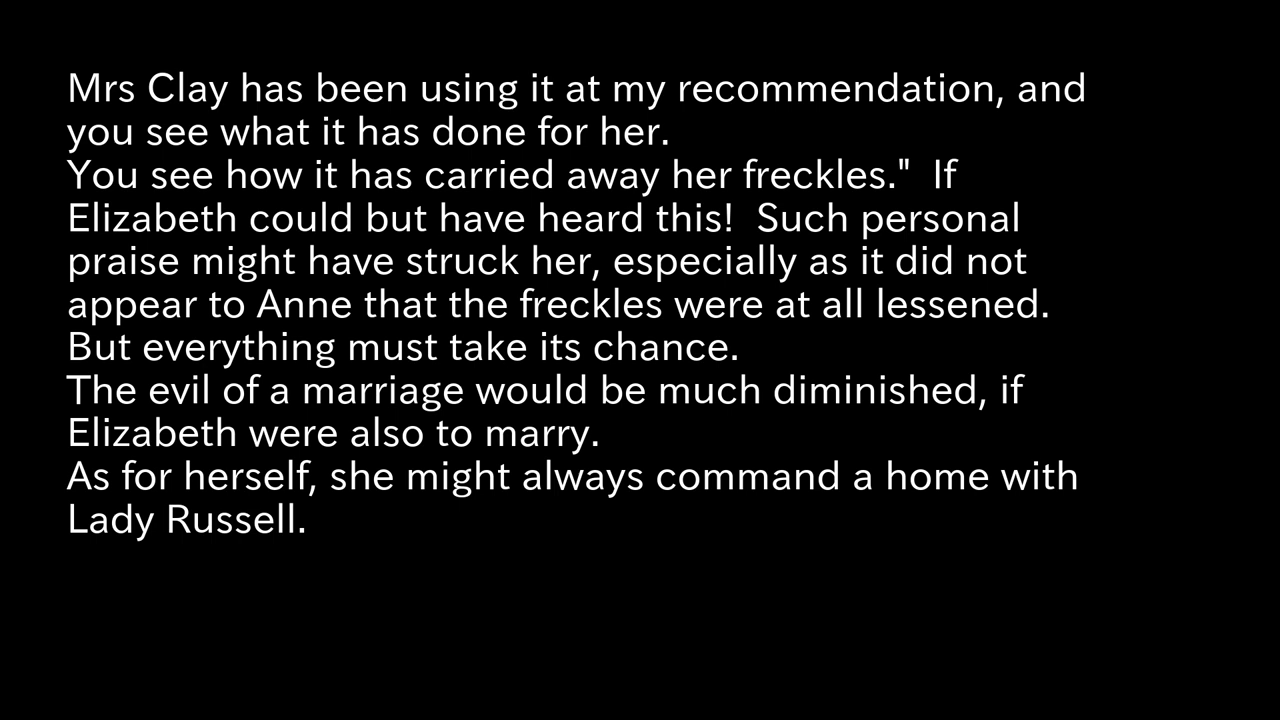 Mrs Clay has been using it at my recommendation, and
you see what it has done for her.
You see how it has carried away her freckles."  If
Elizabeth could but have heard this!  Such personal
praise might have struck her, especially as it did not
appear to Anne that the freckles were at all lessened.
But everything must take its chance.
The evil of a marriage would be much diminished, if
Elizabeth were also to marry.
As for herself, she might always command a home with
Lady Russell.